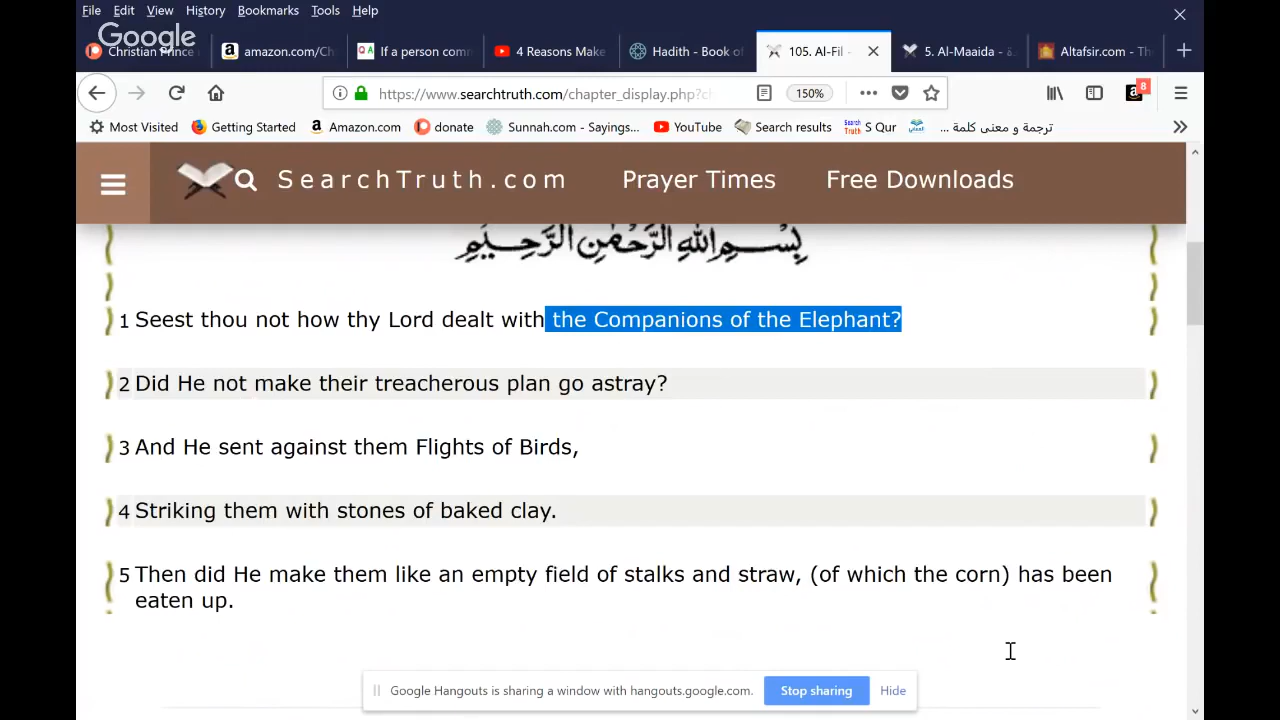 File Edit View History Bookmarks Tools Help
Google
Christian Prince amazon.com/Ch If a person com 4 Reasons Make Hadith - Book of 105. Al-Fil - 5. Al-Maaida - Altafsir.com - Th
https://www.searchtruth.com/chapter_display.php?c 150% 8
Most Visited Getting Started Amazon.com donate Sunnah.com - Sayings... YouTube Search results S Qur ترجمة و معنى كلمة ...
SearchTruth.com Prayer Times Free Downloads
بِسْمِ اللهِ الرَّحْمٰنِ الرَّحِيْمِ
1 Seest thou not how thy Lord dealt with the Companions of the Elephant?
2 Did He not make their treacherous plan go astray?
3 And He sent against them Flights of Birds,
4 Striking them with stones of baked clay.
5 Then did He make them like an empty field of stalks and straw, (of which the corn) has been
eaten up.
Google Hangouts is sharing a window with hangouts.google.com. Stop sharing Hide